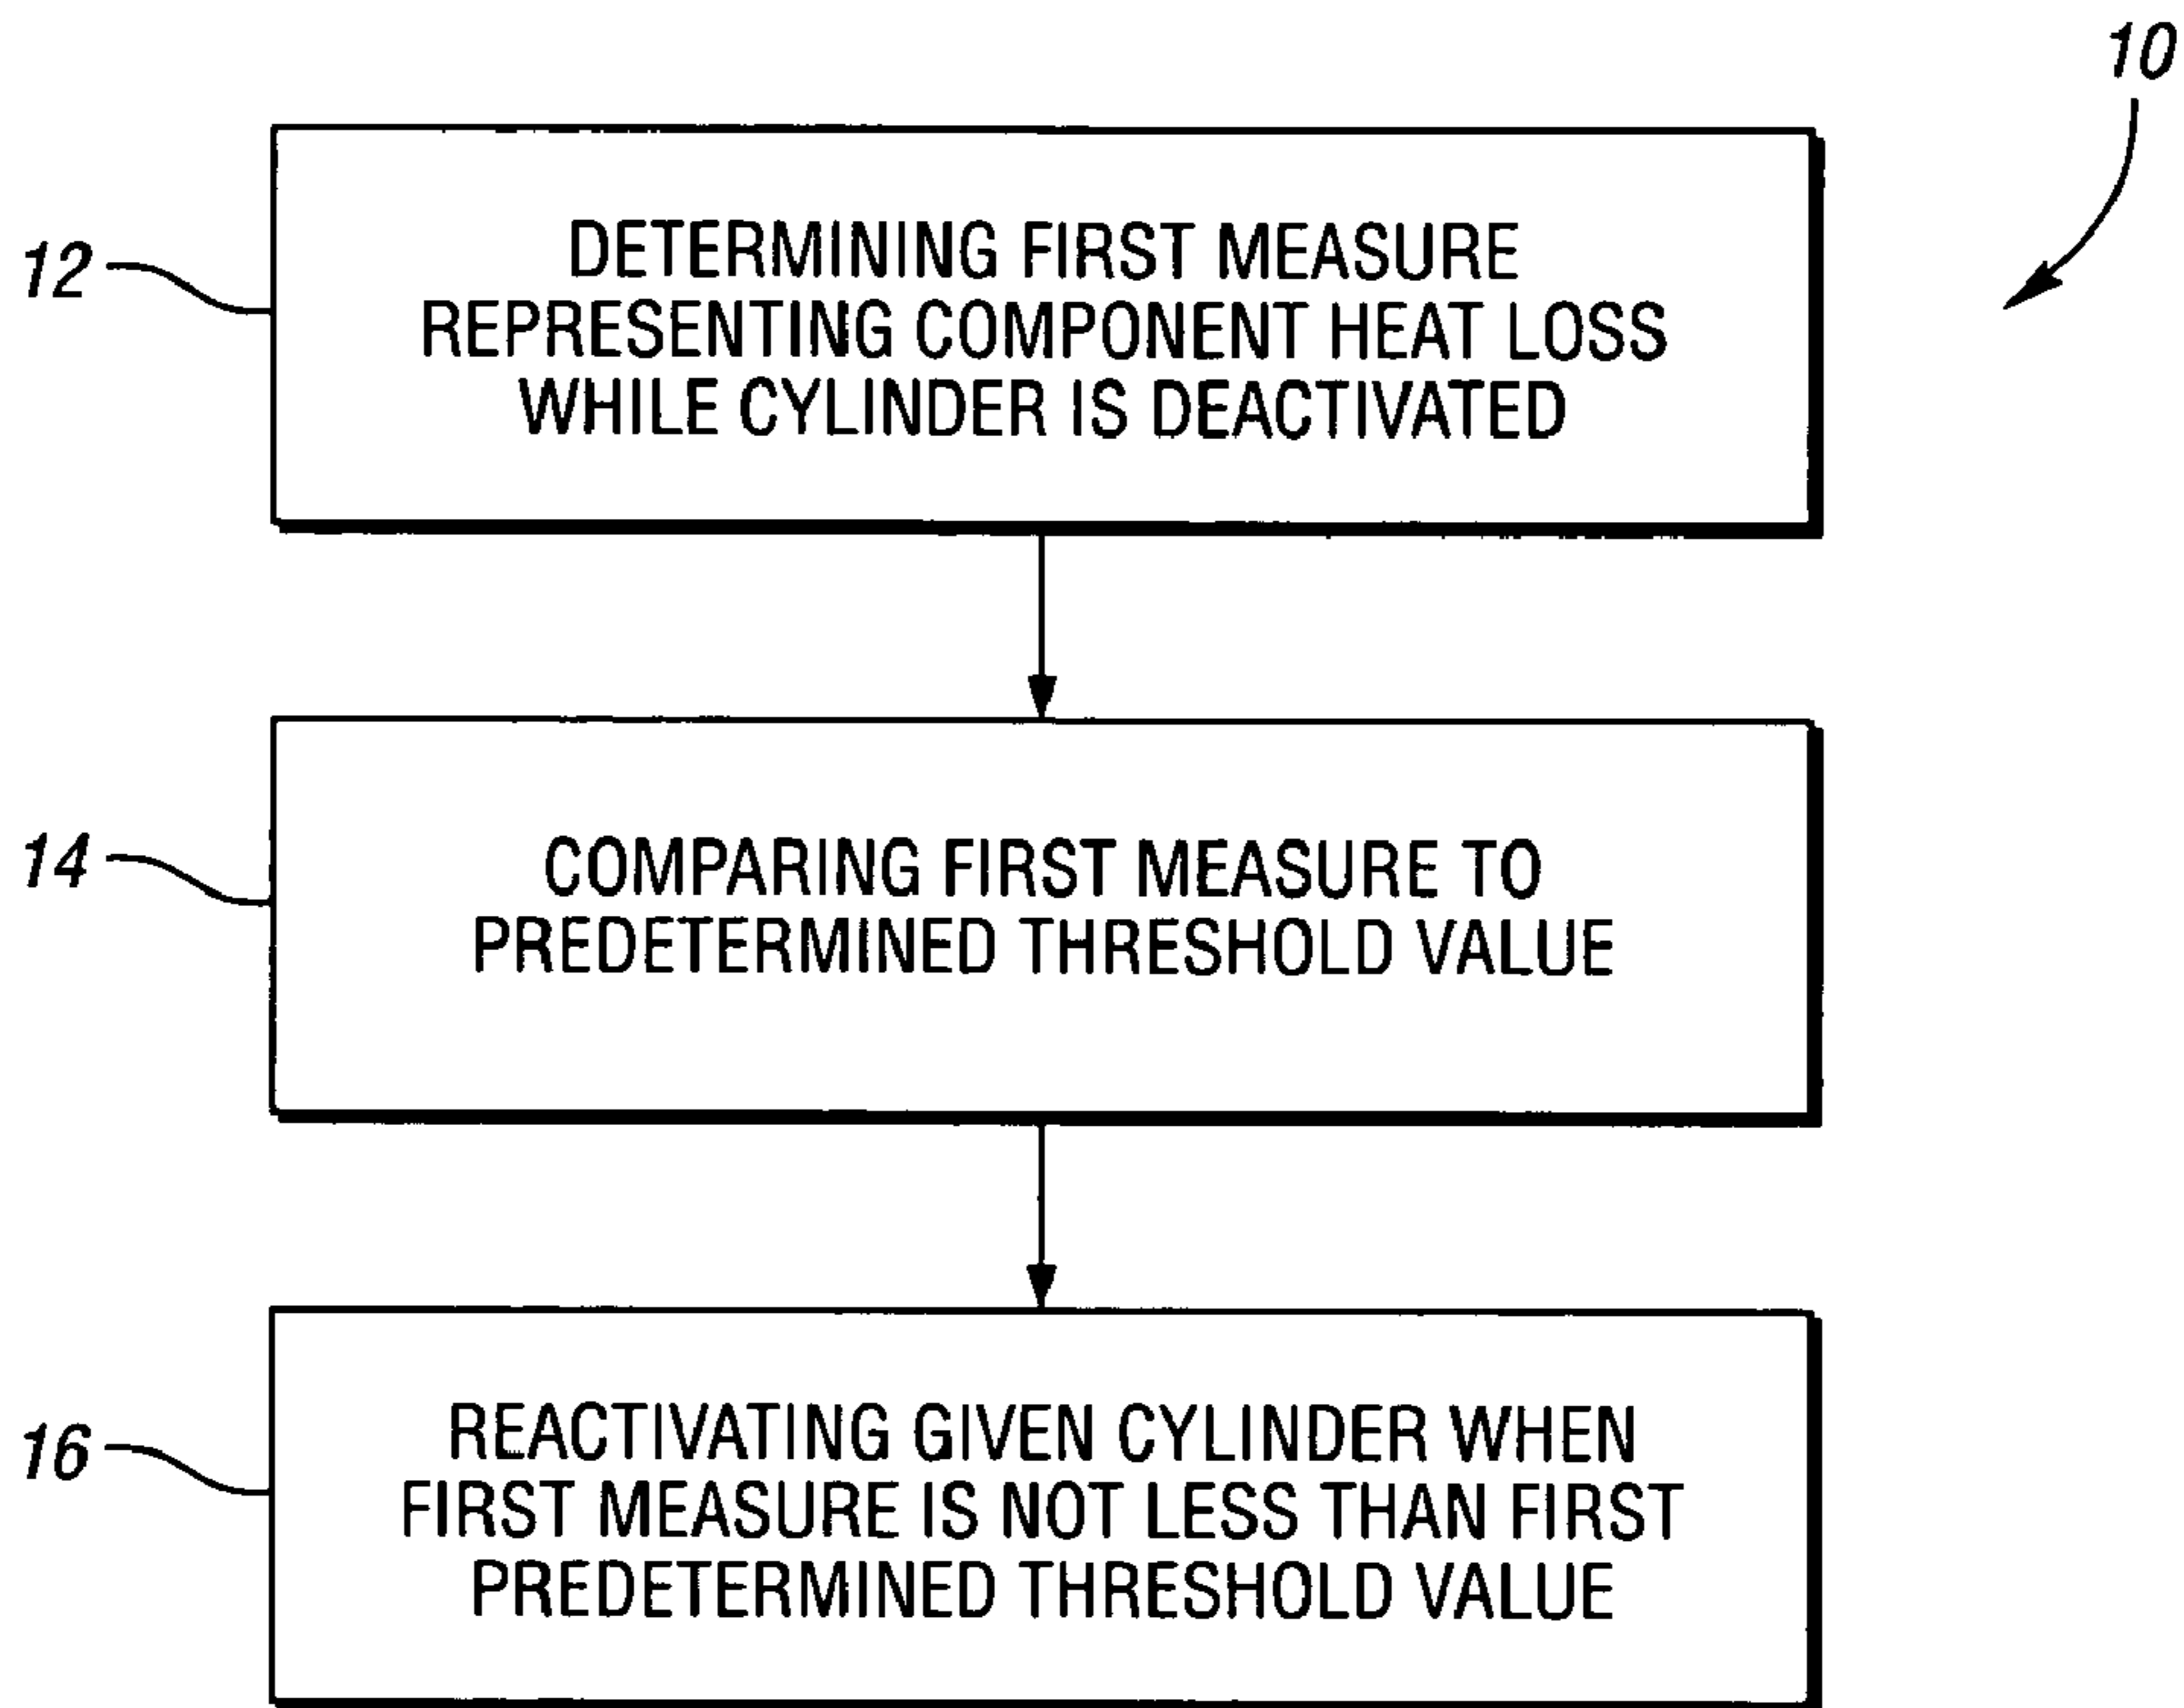 10
12
DETERMINING FIRST MEASURE
REPRESENTING COMPONENT HEAT LOSS
WHILE CYLINDER IS DEACTIVATED
14
COMPARING FIRST MEASURE TO
PREDETERMINED THRESHOLD VALUE
16
REACTIVATING GIVEN CYLINDER WHEN
FIRST MEASURE IS NOT LESS THAN FIRST
PREDETERMINED THRESHOLD VALUE